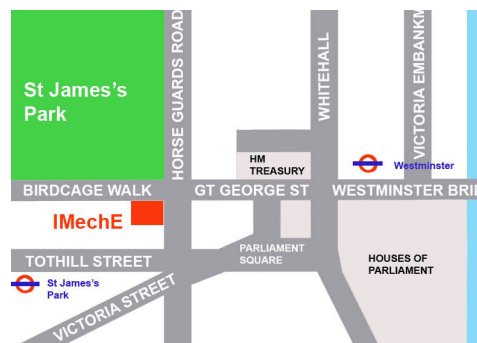 St James's
Park
HORSE GUARDS ROAD
WHITEHALL
VICTORIA EMBANKM
HM
TREASURY
Westminster
BIRDCAGE WALK
GT GEORGE ST
WESTMINSTER BRI
IMechE
PARLIAMENT
SQUARE
HOUSES OF
PARLIAMENT
TOTHILL STREET
St James's
Park
VICTORIA STREET